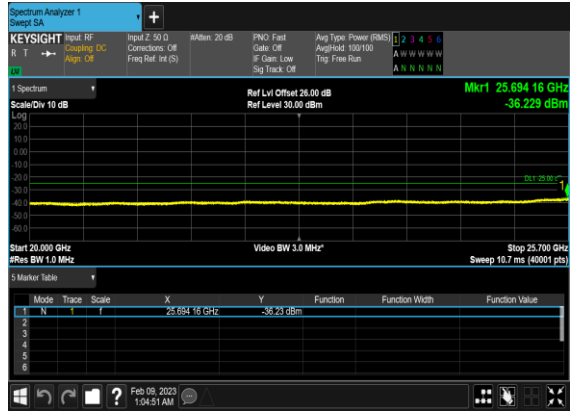 Spectrum Analyzer 1
Swept SA
+
KEYSIGHT Input: RF Input Z: 50 Ω #Atten: 20 dB PNO: Fast Avg Type: Power (RMS) 1 2 3 4 5 6
R T Coupling: DC Corrections: Off Gate: Off Avg|Hold: 100/100 A W W W W W
Align: Off Freq Ref: Int (S) IF Gain: Low Trig: Free Run
Sig Track: Off A N N N N N
1 Spectrum Ref Lvl Offset 26.00 dB Mkr1 25.694 16 GHz
Scale/Div 10 dB Ref Level 30.00 dBm -36.229 dBm
Log
20.0
10.0
0.00
-10.0
-20.0
DL1 -25.00
1
-30.0
-40.0
-50.0
-60.0
Start 20.000 GHz Video BW 3.0 MHz* Stop 25.700 GHz
#Res BW 1.0 MHz Sweep 10.7 ms (40001 pts)
5 Marker Table
Mode Trace Scale X Y Function Function Width Function Value
1 N 1 f 25.694 16 GHz -36.23 dBm
2
3
4
5
6
? Feb 09, 2023
1:04:51 AM